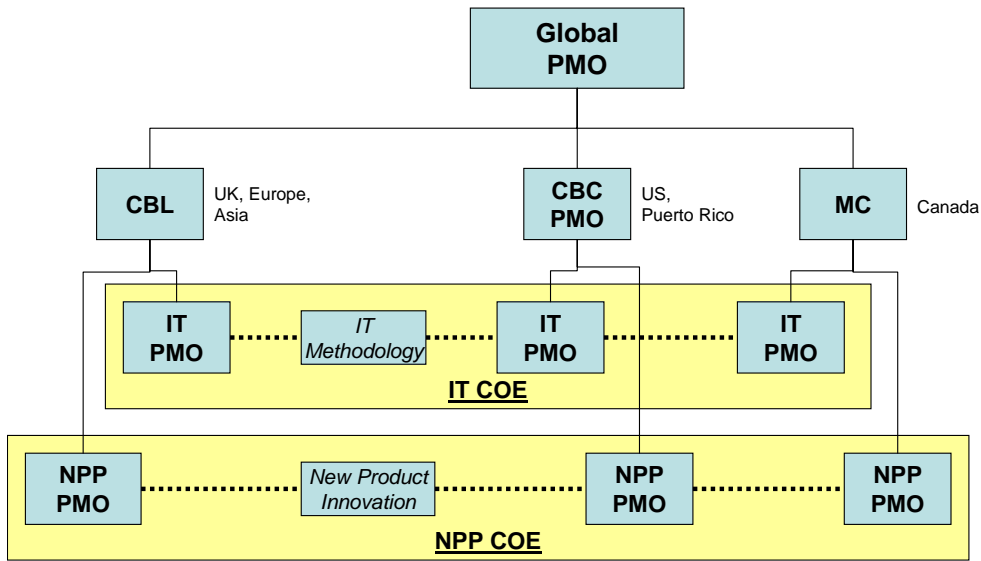 Global
PMO
CBL
UK, Europe,
Asia
CBC
PMO
US,
Puerto Rico
MC
Canada
IT
PMO
IT
Methodology
IT
PMO
IT
PMO
IT COE
NPP
PMO
New Product
Innovation
NPP
PMO
NPP
PMO
NPP COE